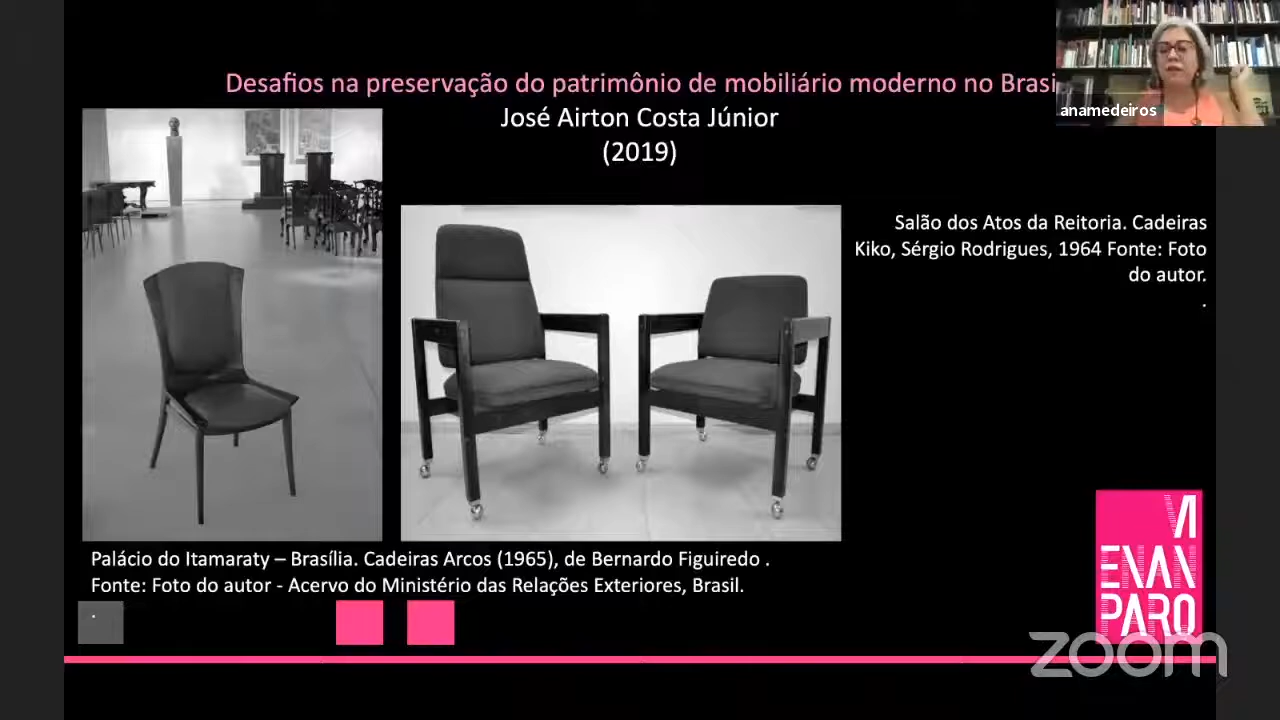 Desafios na preservação do patrimônio de mobiliário moderno no Brasi
José Airton Costa Júnior
(2019)
anamedeiros
Salão dos Atos da Reitoria. Cadeiras
Kiko, Sérgio Rodrigues, 1964 Fonte: Foto
do autor.
.
Palácio do Itamaraty – Brasília. Cadeiras Arcos (1965), de Bernardo Figuiredo .
Fonte: Foto do autor - Acervo do Ministério das Relações Exteriores, Brasil.
.
VI
ENAN
PARQ
zoom